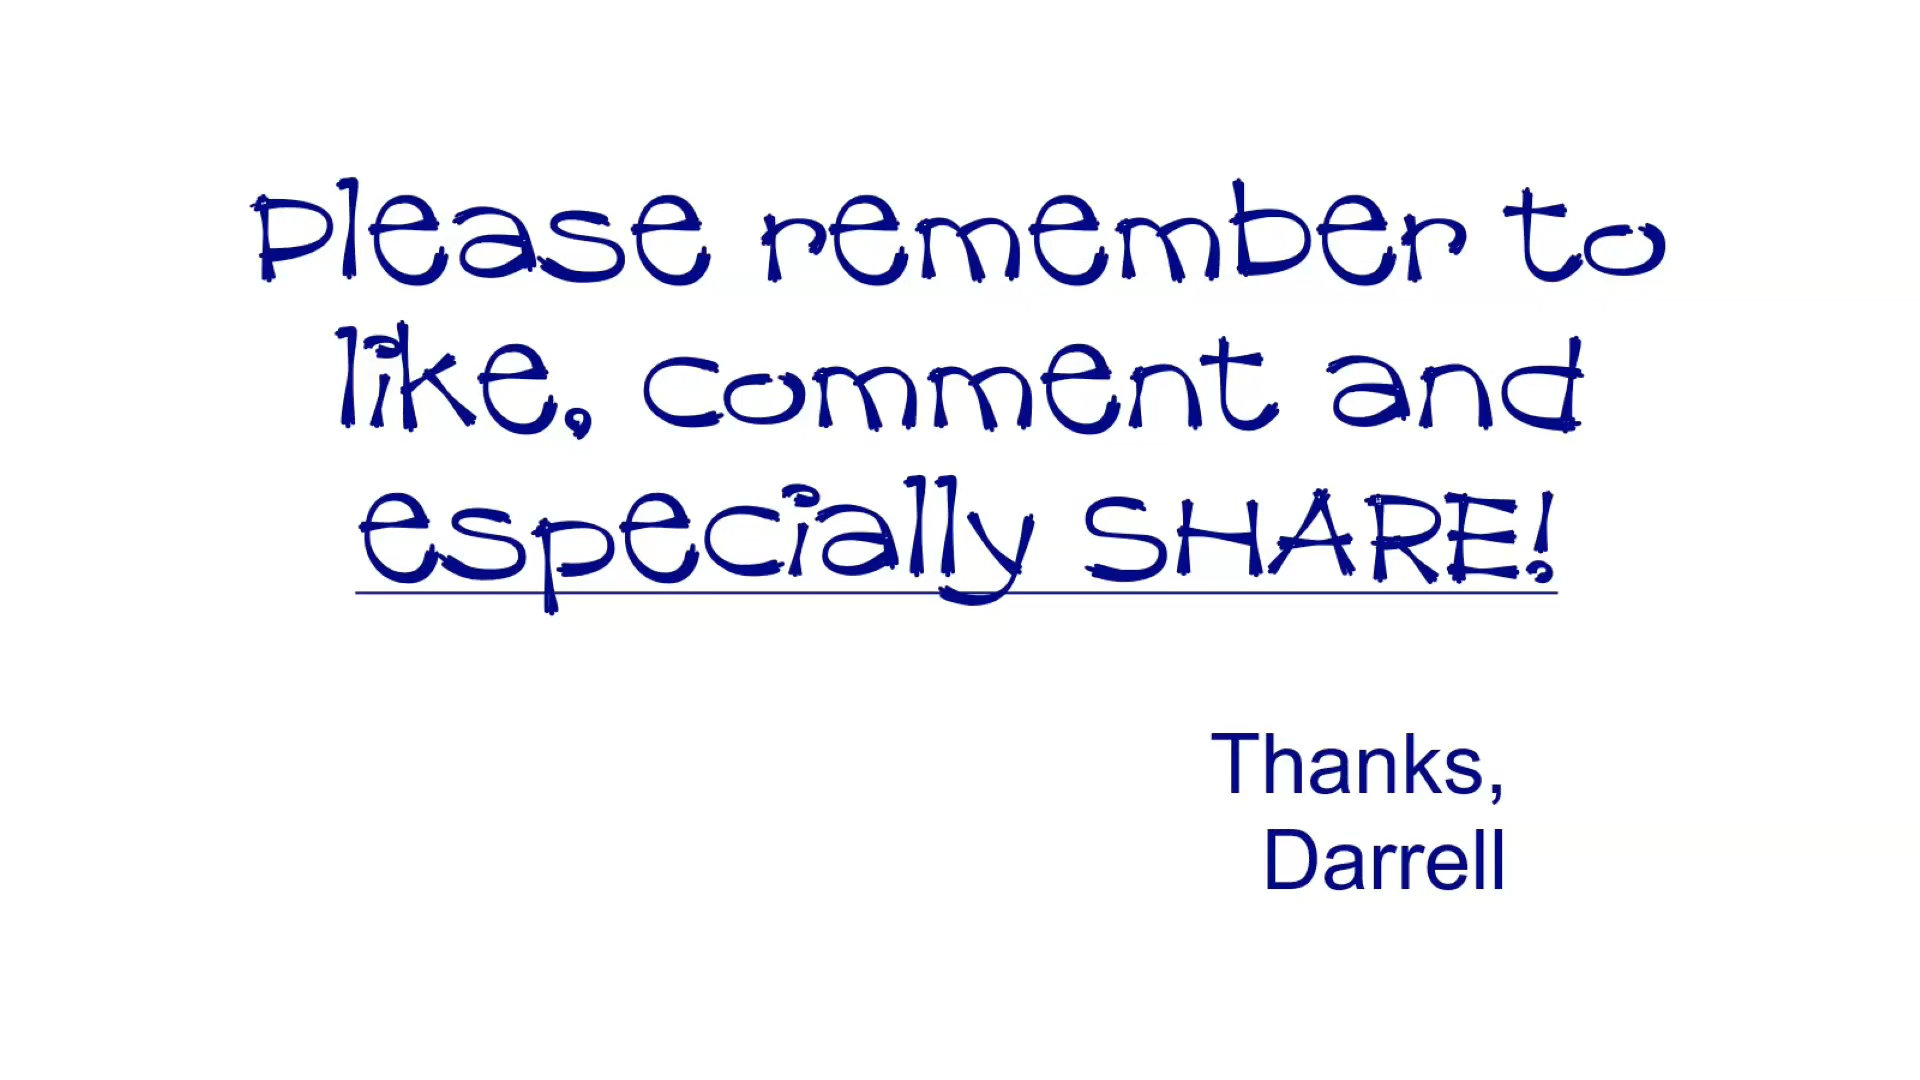 Please remember to
like, comment and
especially SHARE!
Thanks,
Darrell